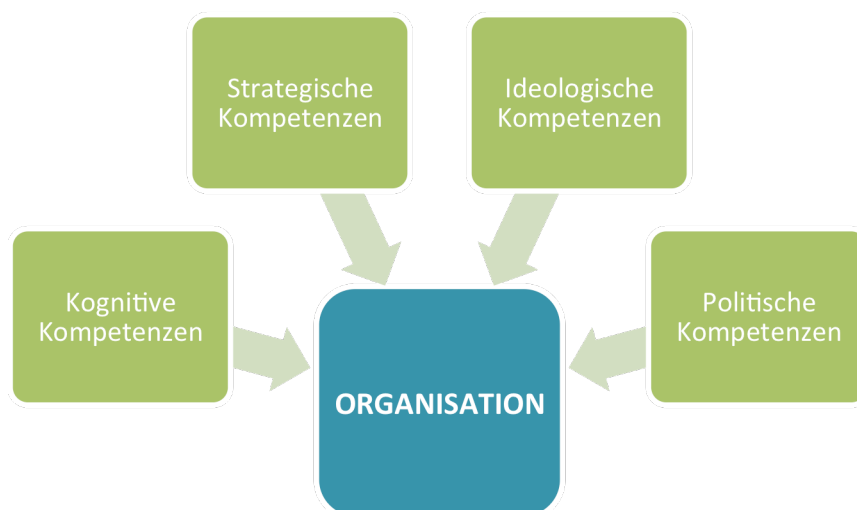 Strategische
Kompetenzen
Ideologische
Kompetenzen
Kognitive
Kompetenzen
Politische
Kompetenzen
ORGANISATION